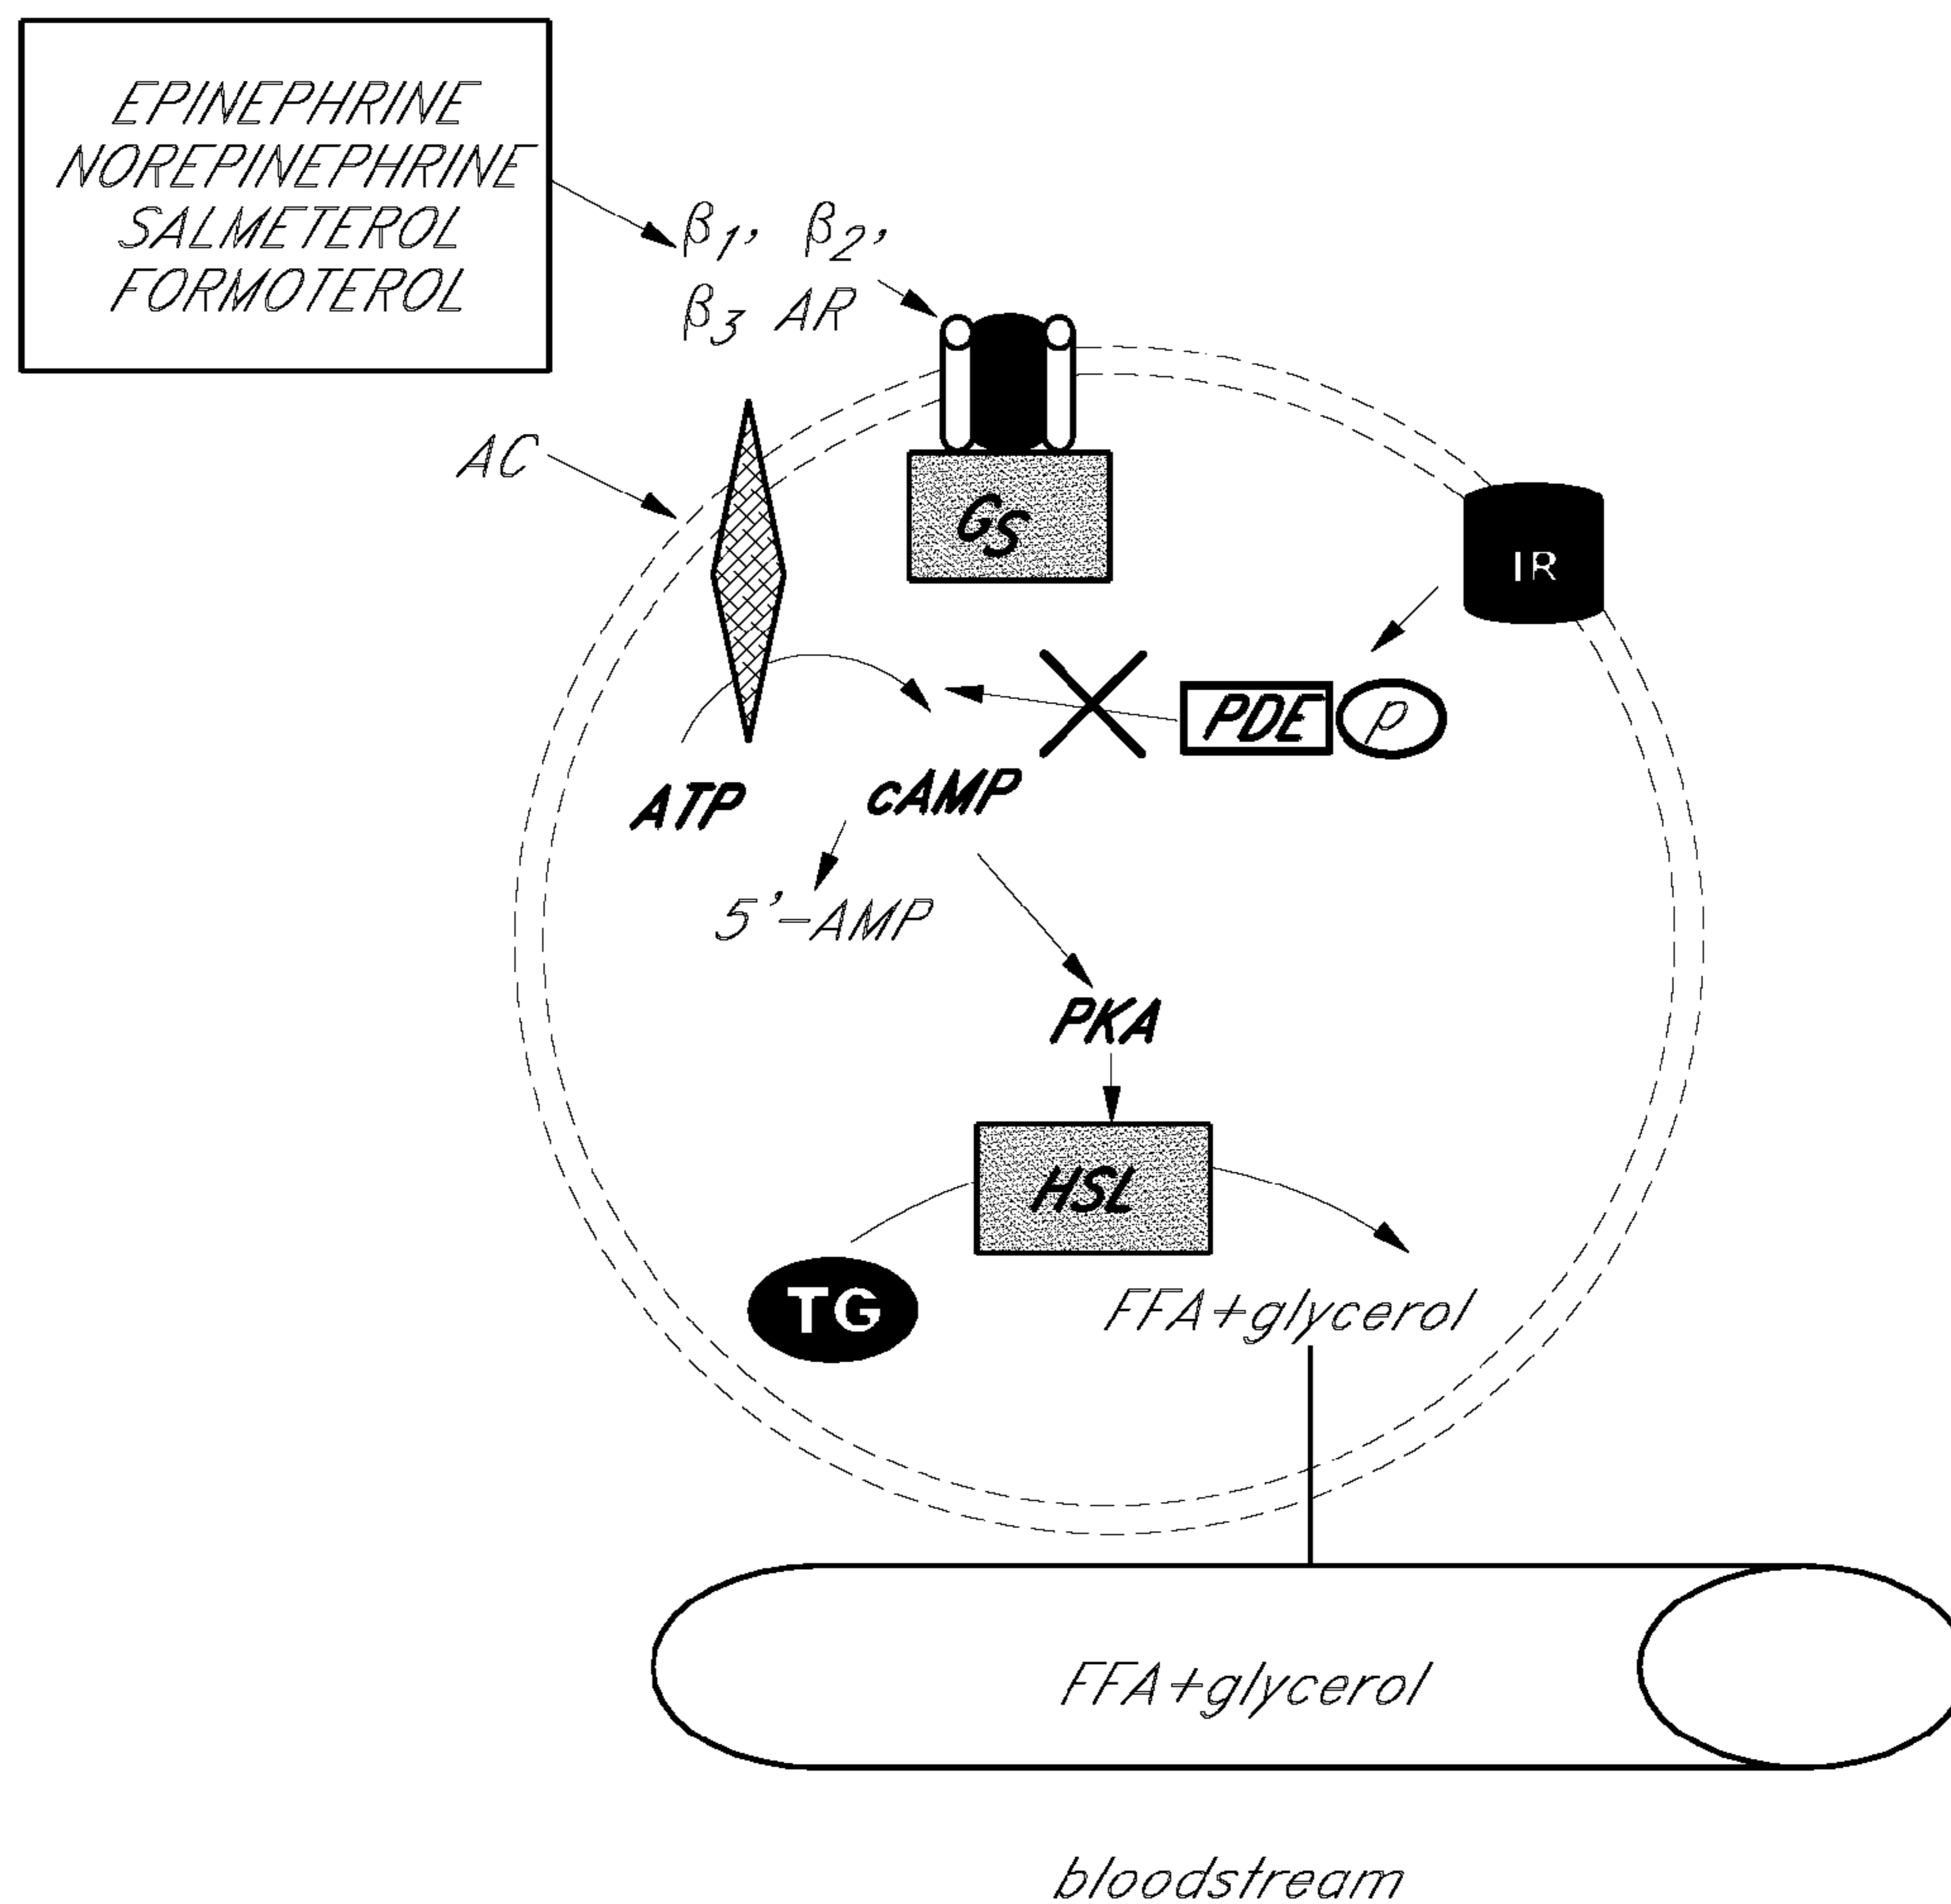 EPINEPHRINE
NOREPINEPHRINE
SALMETEROL
FORMOTEROL
β1, β2,
β3 AR
AC
GS
IR
PDE p
ATP
cAMP
5'-AMP
PKA
HSL
TG
FFA+glycerol
FFA+glycerol
bloodstream